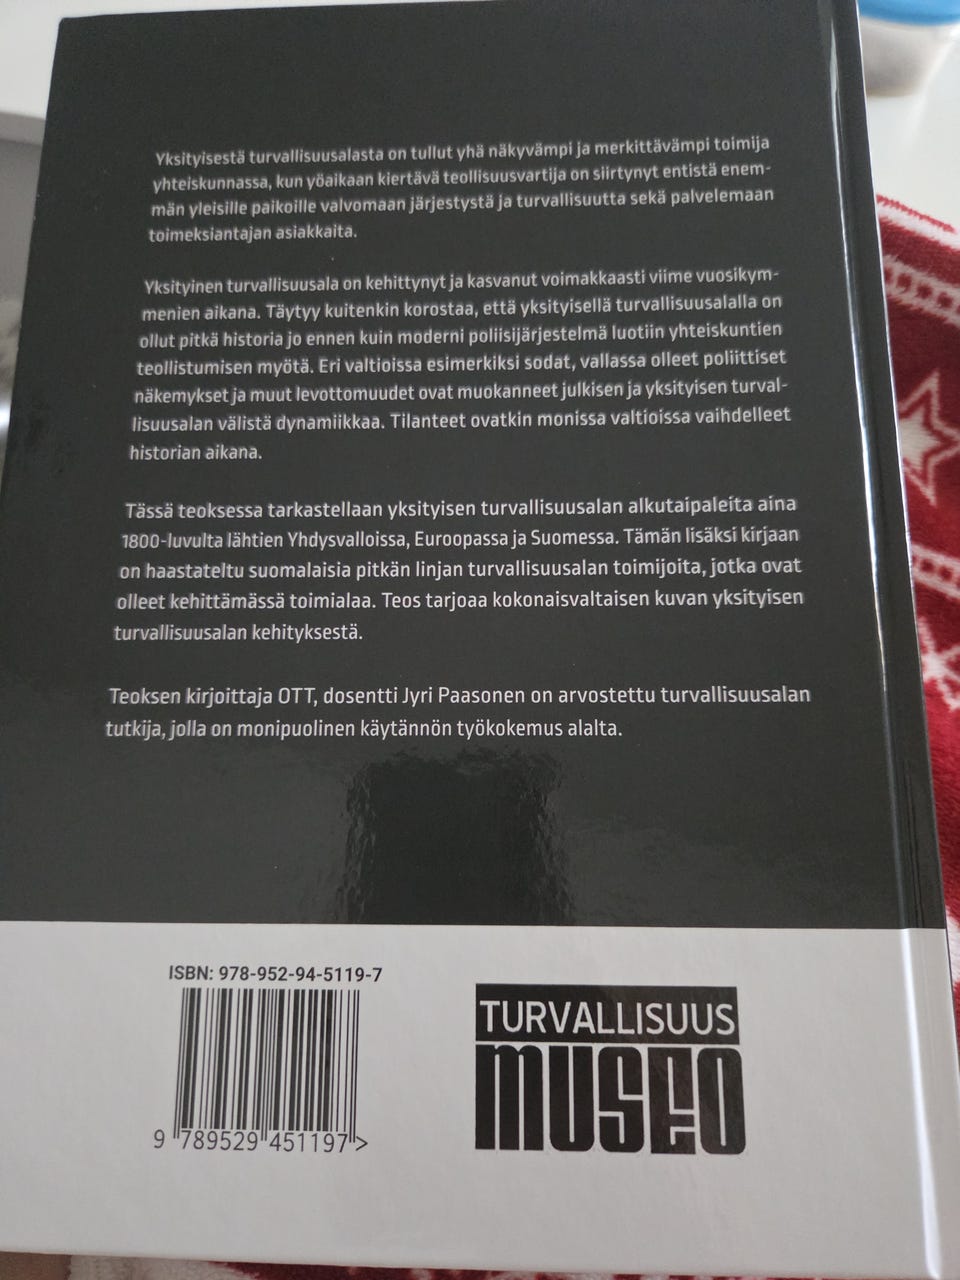 Yksityisestä turvallisuusalasta on tullut yhä näkyvämpi ja merkittävämpi toimija
yhteiskunnassa, kun yöaikaan kiertävä teollisuusvartija on siirtynyt entistä enem-
män yleisille paikoille valvomaan järjestystä ja turvallisuutta sekä palvelemaan
toimeksiantajan asiakkaita.
Yksityinen turvallisuusala on kehittynyt ja kasvanut voimakkaasti viime vuosikym-
menien aikana. Täytyy kuitenkin korostaa, että yksityisellä turvallisuusalalla on
ollut pitkä historia jo ennen kuin moderni poliisijärjestelmä luotiin yhteiskuntien
teollistumisen myötä. Eri valtioissa esimerkiksi sodat, vallassa olleet poliittiset
näkemykset ja muut levottomuudet ovat muokanneet julkisen ja yksityisen turval-
lisuusalan välistä dynamiikkaa. Tilanteet ovatkin monissa valtioissa vaihdelleet
historian aikana.
Tässä teoksessa tarkastellaan yksityisen turvallisuusalan alkutaipaleita aina
1800-luvulta lähtien Yhdysvalloissa, Euroopassa ja Suomessa. Tämän lisäksi kirjaan
on haastateltu suomalaisia pitkän linjan turvallisuusalan toimijoita, jotka ovat
olleet kehittämässä toimialaa. Teos tarjoaa kokonaisvaltaisen kuvan yksityisen
turvallisuusalan kehityksestä.
Teoksen kirjoittaja OTT, dosentti Jyri Paasonen on arvostettu turvallisuusalan
tutkija, jolla on monipuolinen käytännön työkokemus alalta.
ISBN: 978-952-94-5119-7
9 789529 451197 >
TURVALLISUUS
MUSEO